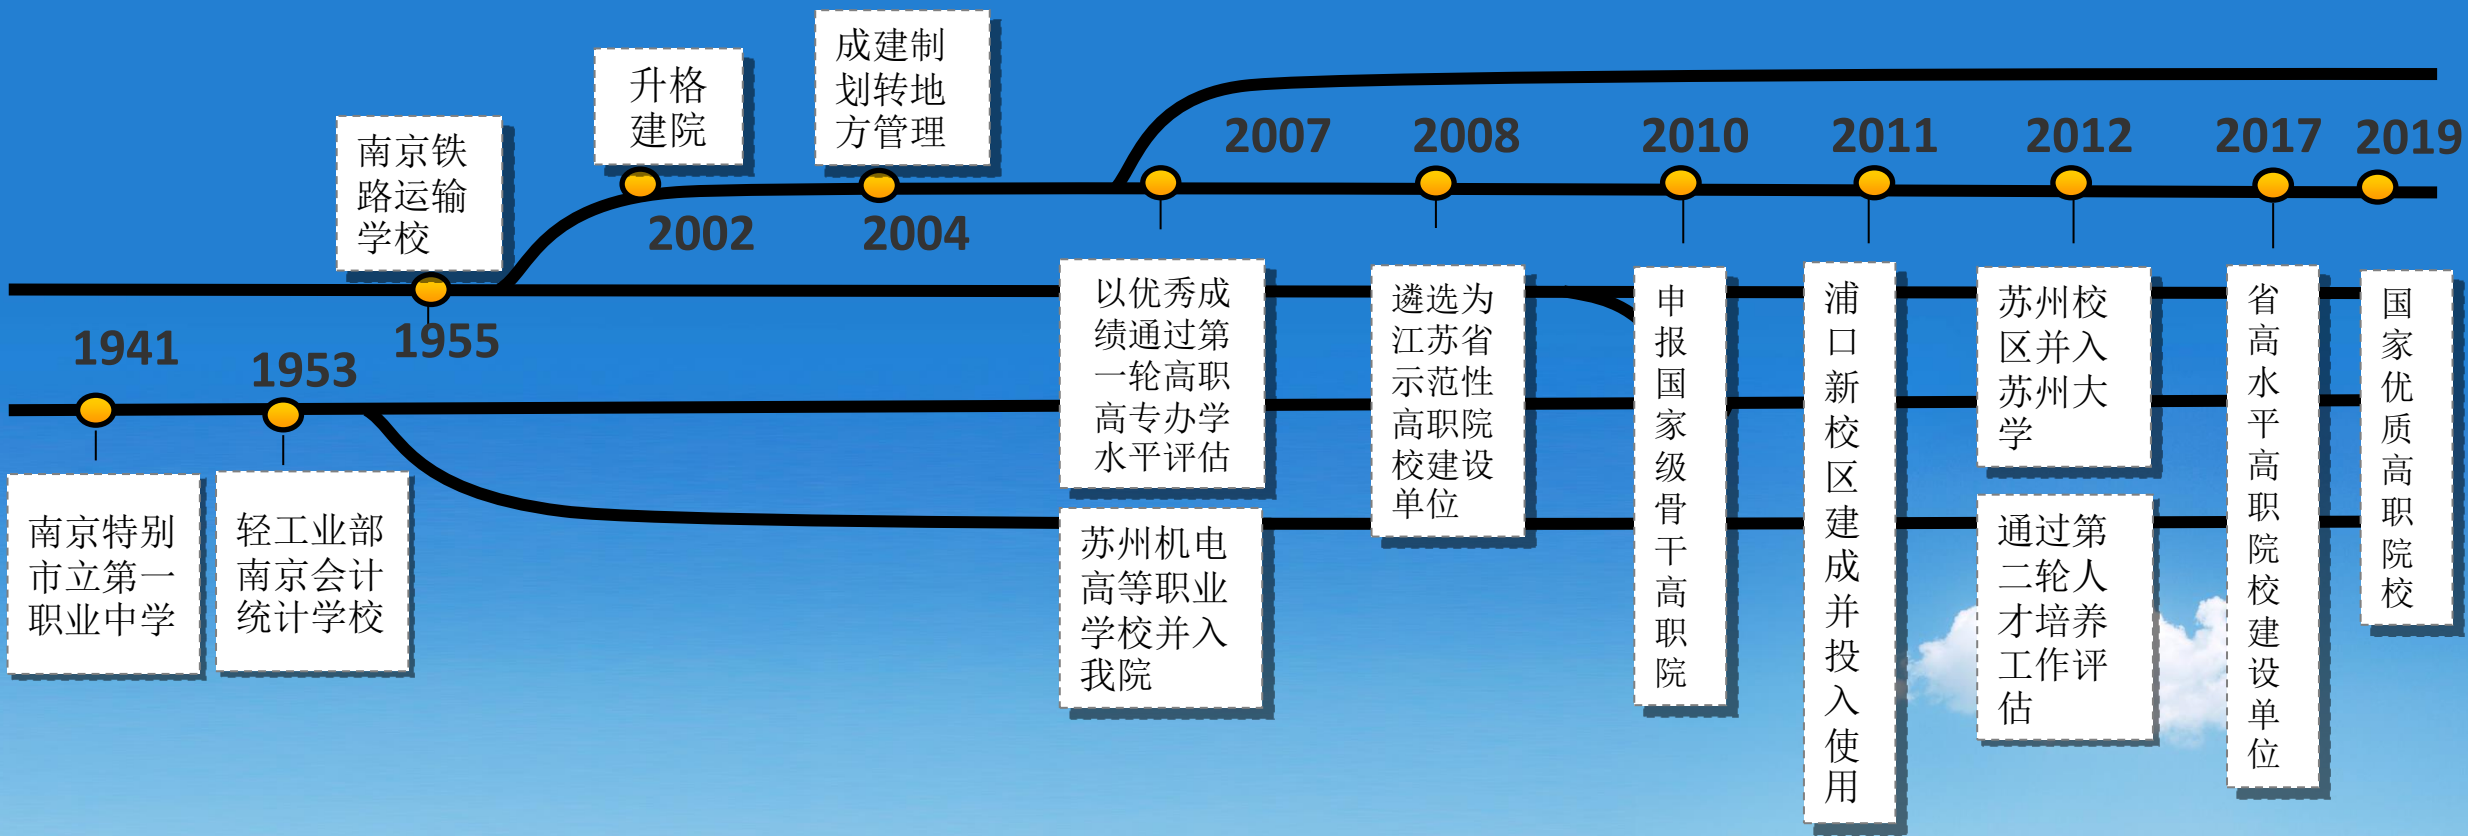 成建制
划转地
方管理
升格
建院
南京铁
路运输
学校
2007
2008
2010
2011
2012
2017
2019
2002
2004
1941
1953
1955
以优秀成
绩通过第
一轮高职
高专办学
水平评估
遴选为
江苏省
示范性
高职院
校建设
单位
申报国家级骨干高职院
浦口新校区建成并投入使用
苏州校
区并入
苏州大
学
省高水平高职院校建设单位
国家优质高职院校
南京特别
市立第一
职业中学
轻工业部
南京会计
统计学校
苏州机电
高等职业
学校并入
我院
通过第
二轮人
才培养
工作评
估